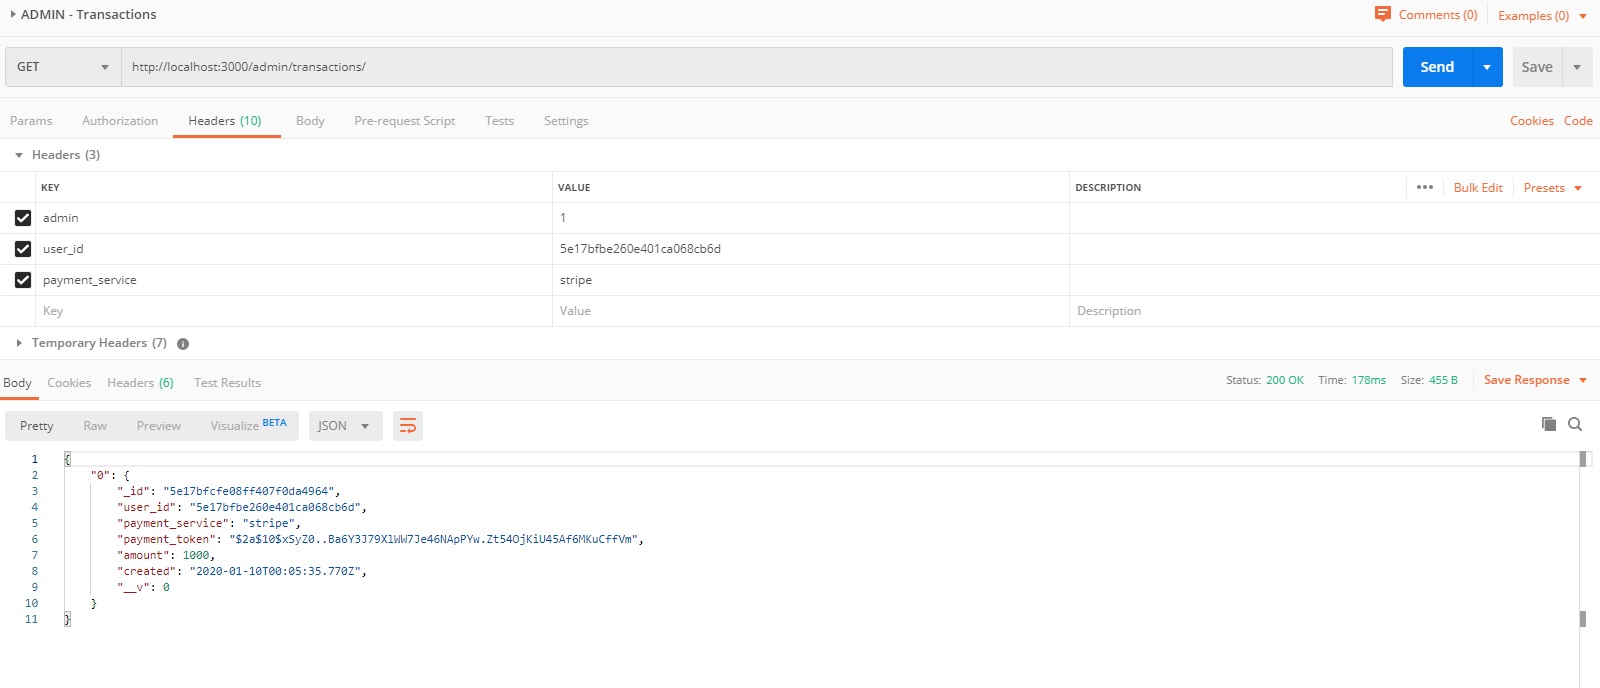 ADMIN - Transactions
Comments (0) Examples (0)
GET http://localhost:3000/admin/transactions/ Send Save
Params Authorization Headers (10) Body Pre-request Script Tests Settings Cookies Code
Headers (3)
KEY VALUE DESCRIPTION ••• Bulk Edit Presets
admin 1
user_id 5e17bfbe260e401ca068cb6d
payment_service stripe
Key Value Description
Temporary Headers (7) i
Body Cookies Headers (6) Test Results Status: 200 OK Time: 178ms Size: 455 B Save Response
Pretty Raw Preview Visualize BETA JSON
1 {
2 "0": {
3 "_id": "5e17bfcfe08ff407f0da4964",
4 "user_id": "5e17bfbe260e401ca068cb6d",
5 "payment_service": "stripe",
6 "payment_token": "$2a$10$xSyZ0..Ba6Y3J79XlWW7Je46NApPYw.Zt54OjKiU45Af6MKuCffVm",
7 "amount": 1000,
8 "created": "2020-01-10T00:05:35.770Z",
9 "__v": 0
10 }
11 }